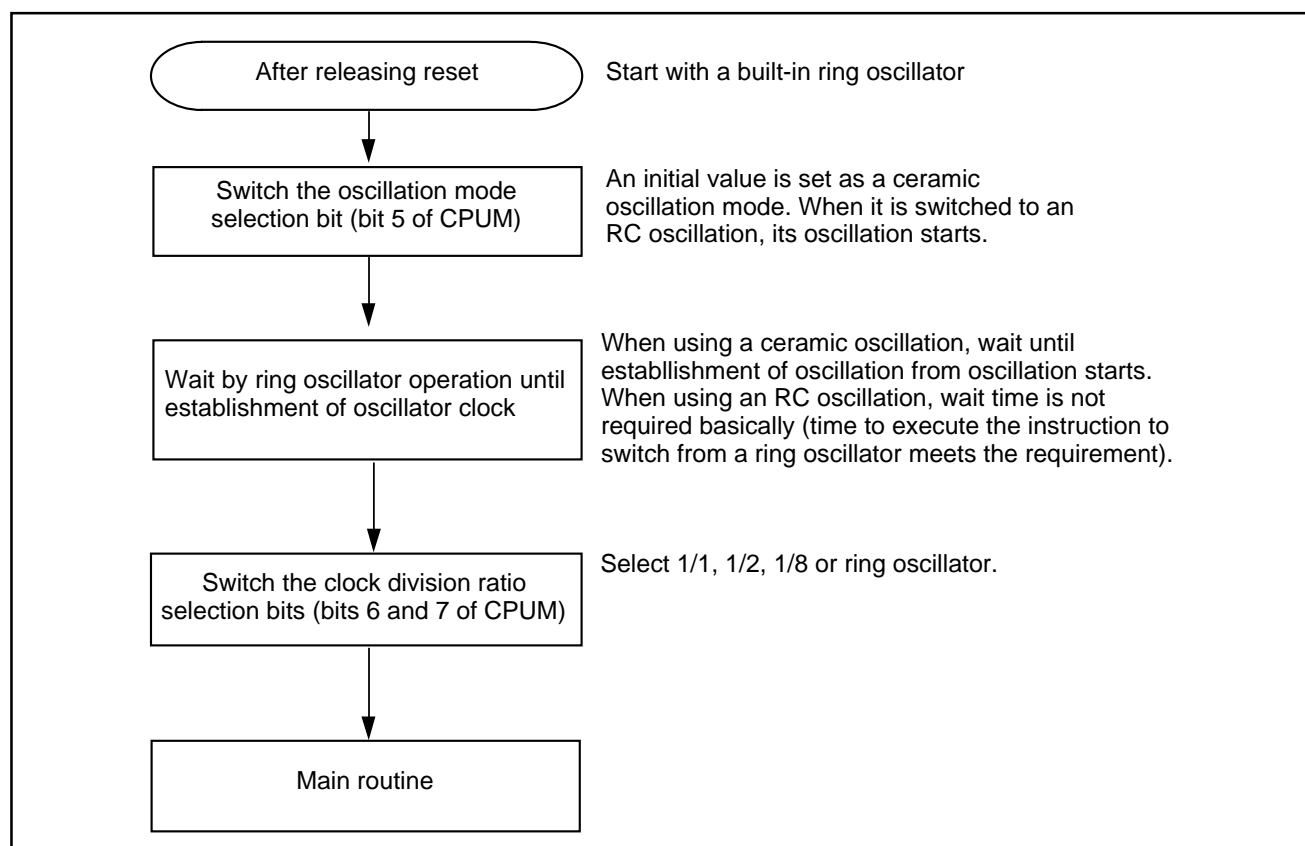 After releasing reset
Start with a built-in ring oscillator
Switch the oscillation mode
selection bit (bit 5 of CPUM)
An initial value is set as a ceramic
oscillation mode. When it is switched to an
RC oscillation, its oscillation starts.
Wait by ring oscillator operation until
establishment of oscillator clock
When using a ceramic oscillation, wait until
establlishment of oscillation from oscillation starts.
When using an RC oscillation, wait time is not
required basically (time to execute the instruction to
switch from a ring oscillator meets the requirement).
Switch the clock division ratio
selection bits (bits 6 and 7 of CPUM)
Select 1/1, 1/2, 1/8 or ring oscillator.
Main routine